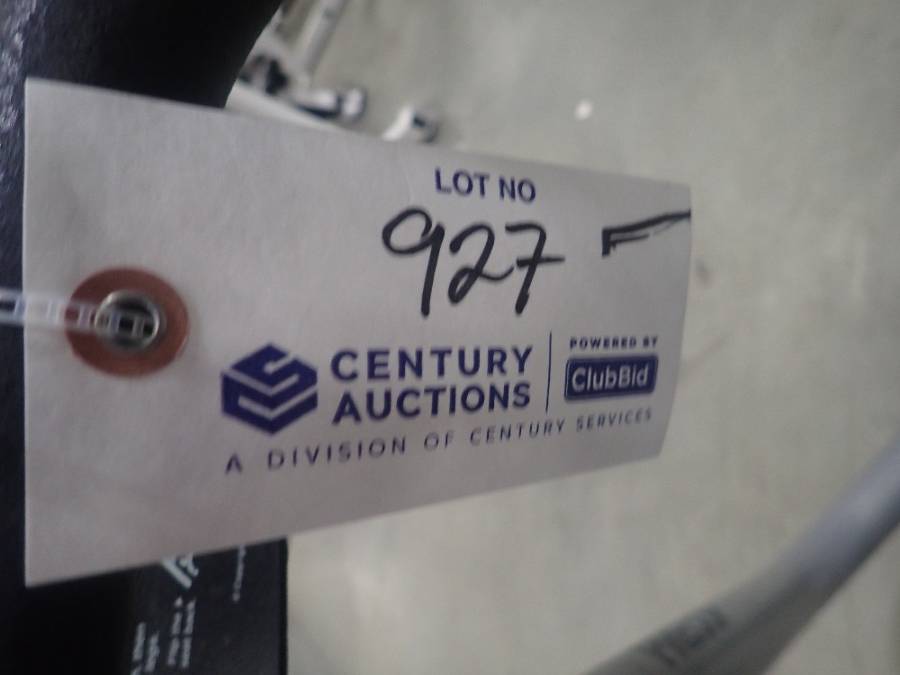 LOT NO
927
CENTURY
AUCTIONS
POWERED BY
ClubBid
A DIVISION OF CENTURY SERVICES